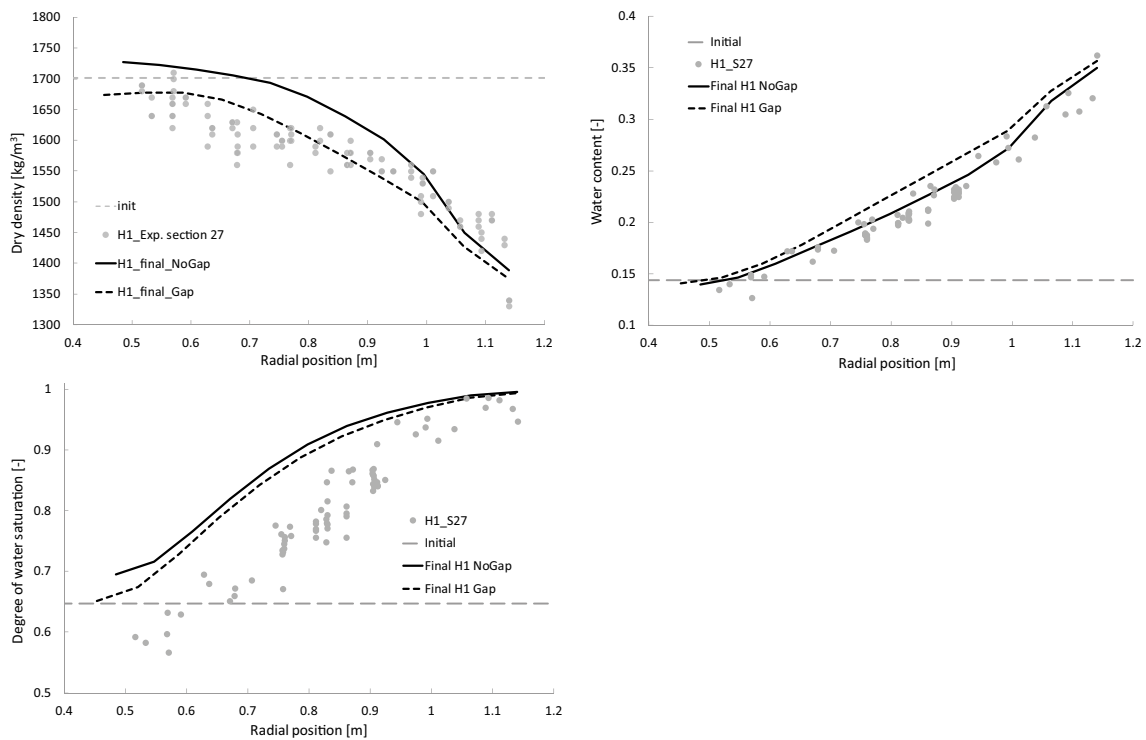 1800
1750
1700
1650
1600
1550
1500
1450
1400
1350
1300
Dry density [kg/m³]
init
H1_Exp. section 27
H1_final_NoGap
H1_final_Gap
0.4 0.5 0.6 0.7 0.8 0.9 1 1.1 1.2
Radial position [m]
0.4
0.35
0.3
0.25
0.2
0.15
0.1
Water content [-]
Initial
H1_S27
Final H1 NoGap
Final H1 Gap
0.4 0.5 0.6 0.7 0.8 0.9 1 1.1 1.2
Radial position [m]
1
0.9
0.8
0.7
0.6
0.5
Degree of water saturation [-]
H1_S27
Initial
Final H1 NoGap
Final H1 Gap
0.4 0.5 0.6 0.7 0.8 0.9 1 1.1 1.2
Radial position [m]